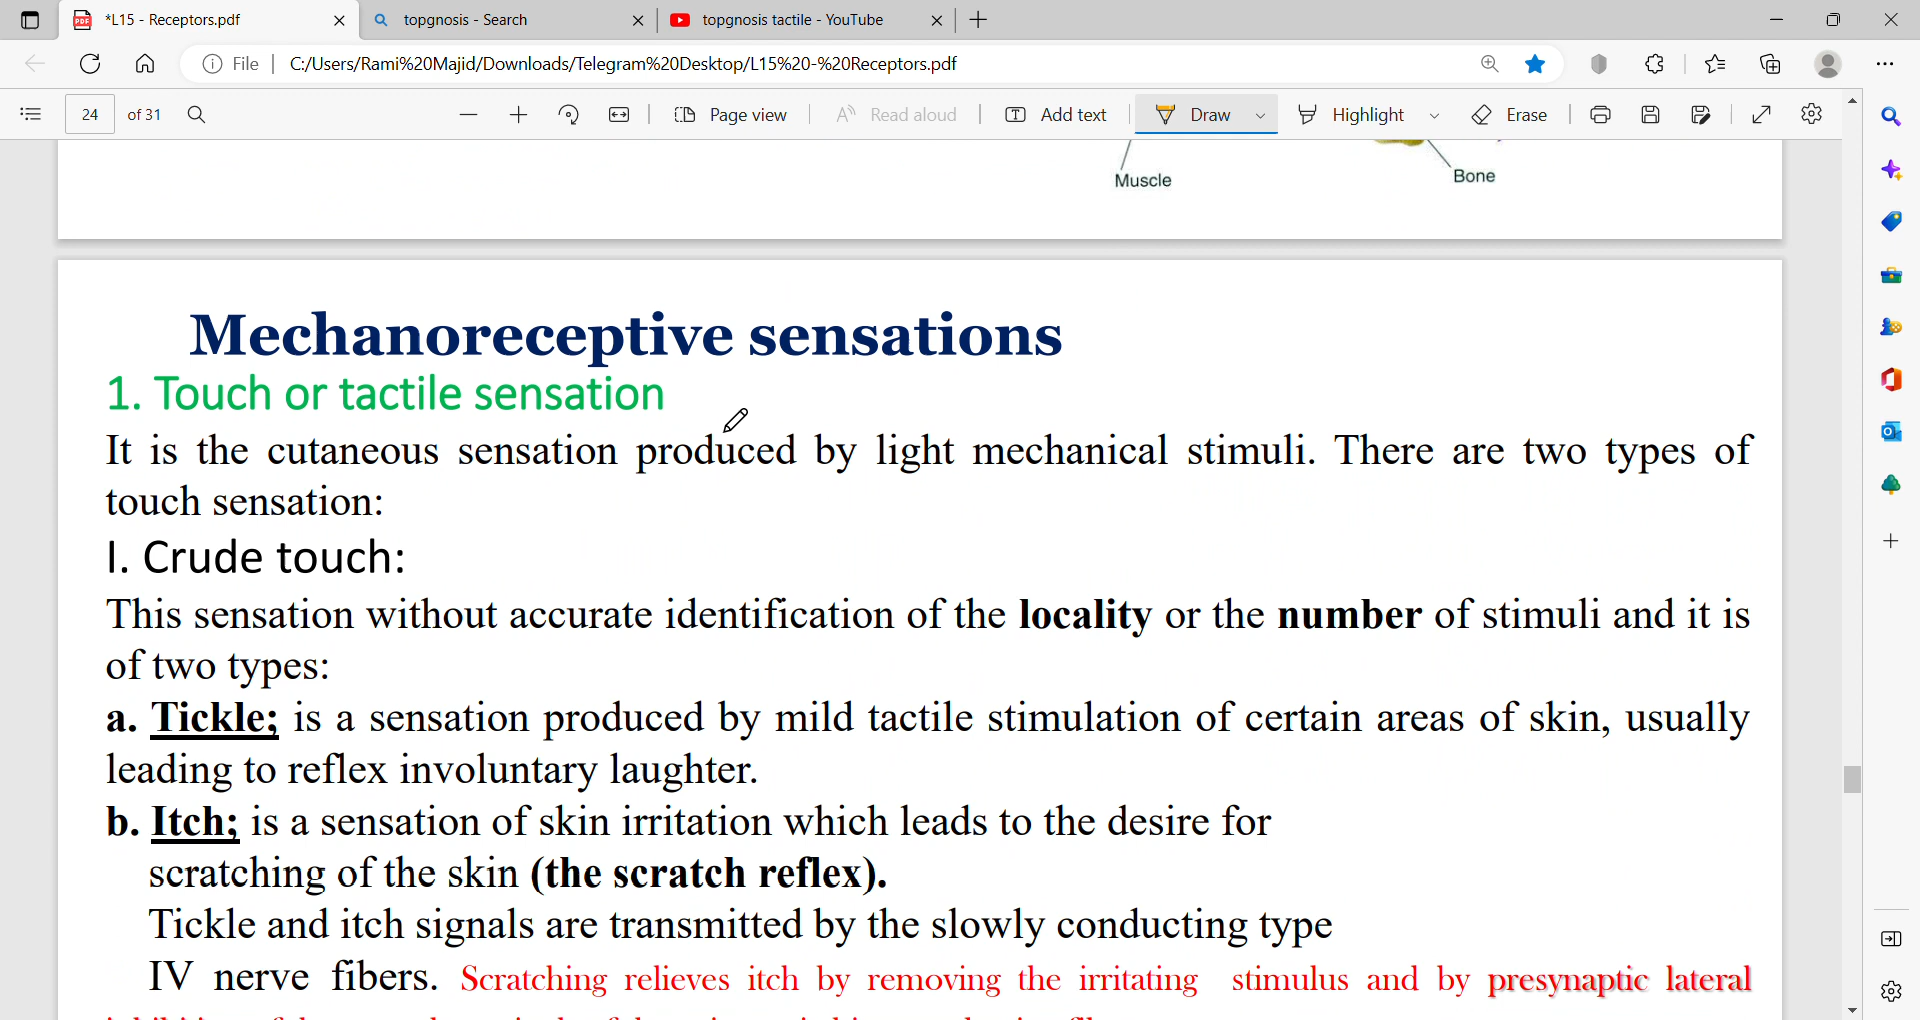 *L15 - Receptors.pdf
topgnosis - Search
topgnosis tactile - YouTube
File
C:/Users/Rami%20Majid/Downloads/Telegram%20Desktop/L15%20-%20Receptors.pdf
24 of 31
Page view
Read aloud
Add text
Draw
Highlight
Erase
Muscle
Bone
Mechanoreceptive sensations
1. Touch or tactile sensation
It is the cutaneous sensation produced by light mechanical stimuli. There are two types of
touch sensation:
I. Crude touch:
This sensation without accurate identification of the locality or the number of stimuli and it is
of two types:
a. Tickle; is a sensation produced by mild tactile stimulation of certain areas of skin, usually
leading to reflex involuntary laughter.
b. Itch; is a sensation of skin irritation which leads to the desire for
scratching of the skin (the scratch reflex).
Tickle and itch signals are transmitted by the slowly conducting type
IV nerve fibers. Scratching relieves itch by removing the irritating stimulus and by presynaptic lateral